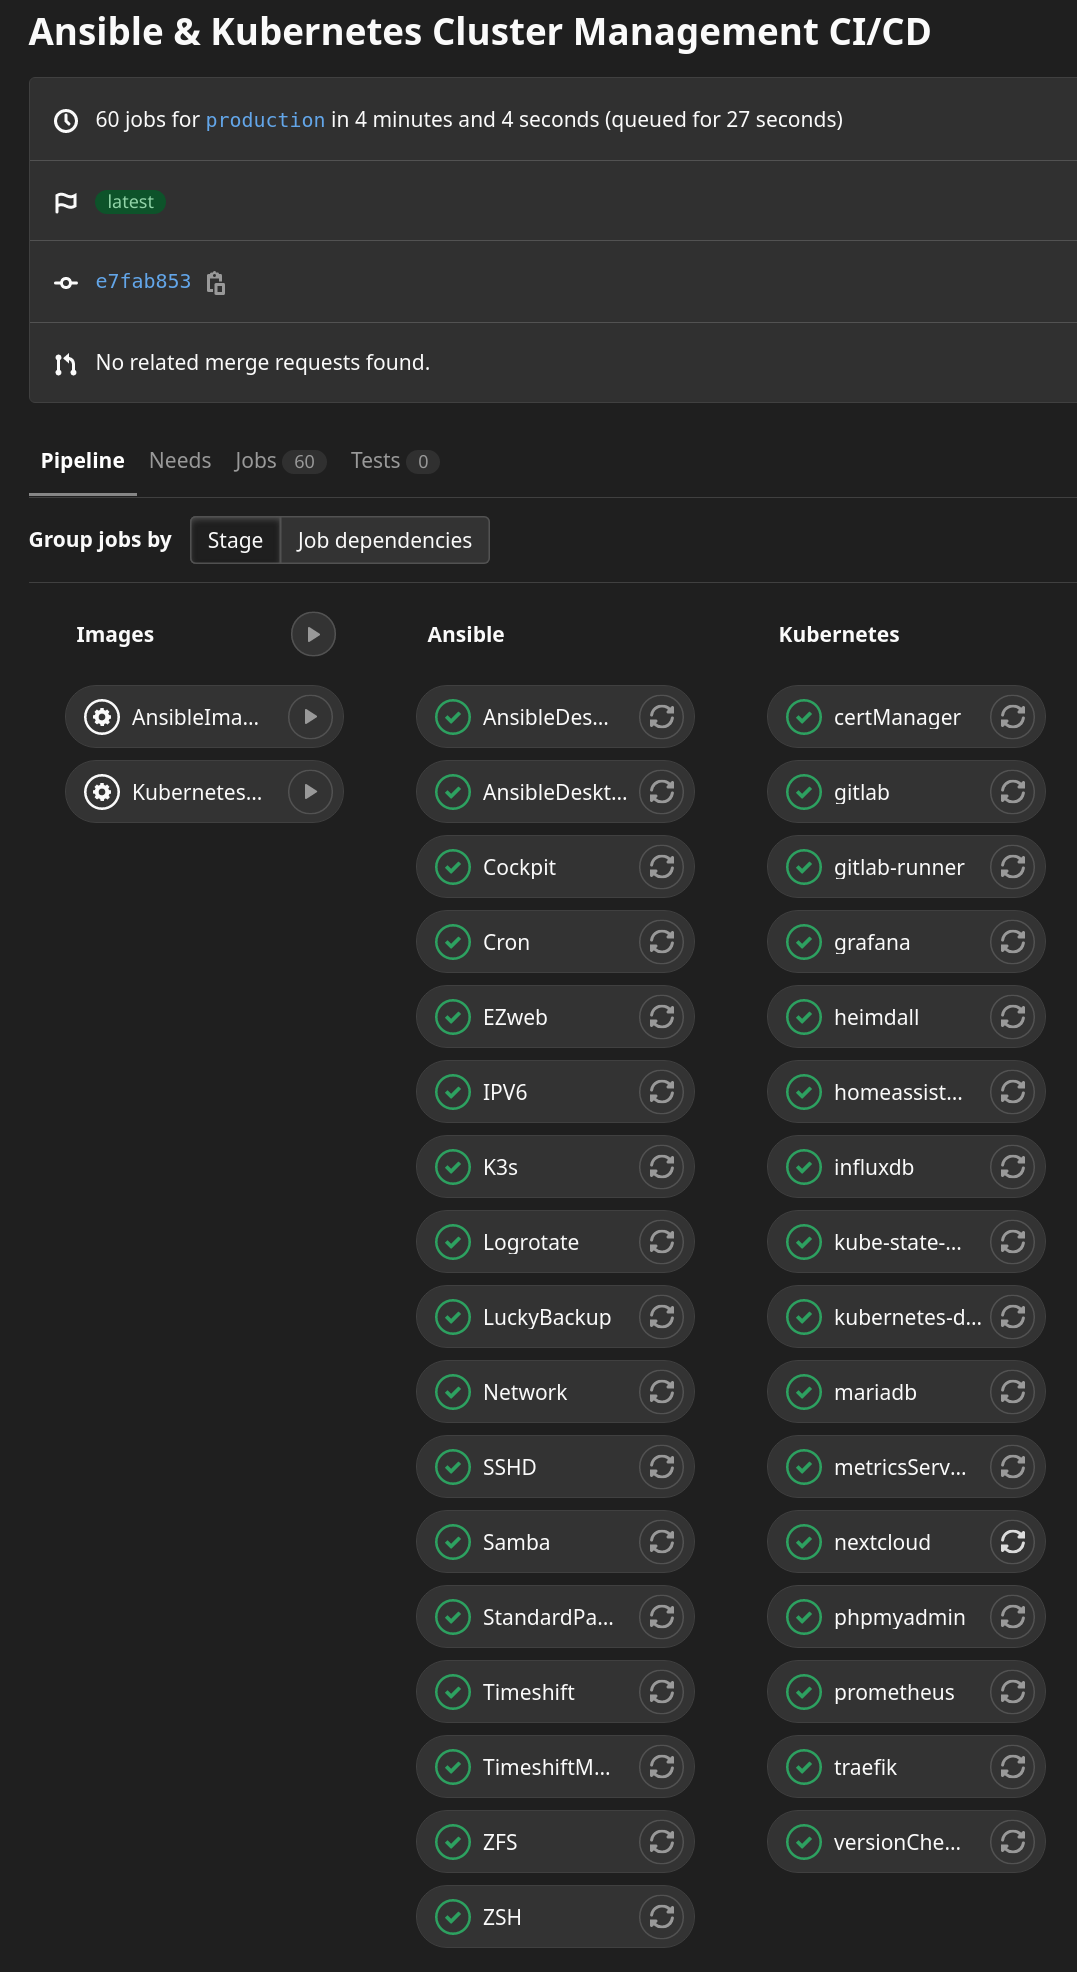 Ansible & Kubernetes Cluster Management CI/CD
60 jobs for production in 4 minutes and 4 seconds (queued for 27 seconds)
latest
e7fab853
No related merge requests found.
Pipeline Needs Jobs 60 Tests 0
Group jobs by Stage Job dependencies
Images
AnsibleIma...
Kubernetes...
Ansible
AnsibleDes...
AnsibleDeskt...
Cockpit
Cron
EZweb
IPV6
K3s
Logrotate
LuckyBackup
Network
SSHD
Samba
StandardPa...
Timeshift
TimeshiftM...
ZFS
ZSH
Kubernetes
certManager
gitlab
gitlab-runner
grafana
heimdall
homeassist...
influxdb
kube-state-...
kubernetes-d...
mariadb
metricsServ...
nextcloud
phpmyadmin
prometheus
traefik
versionChe...